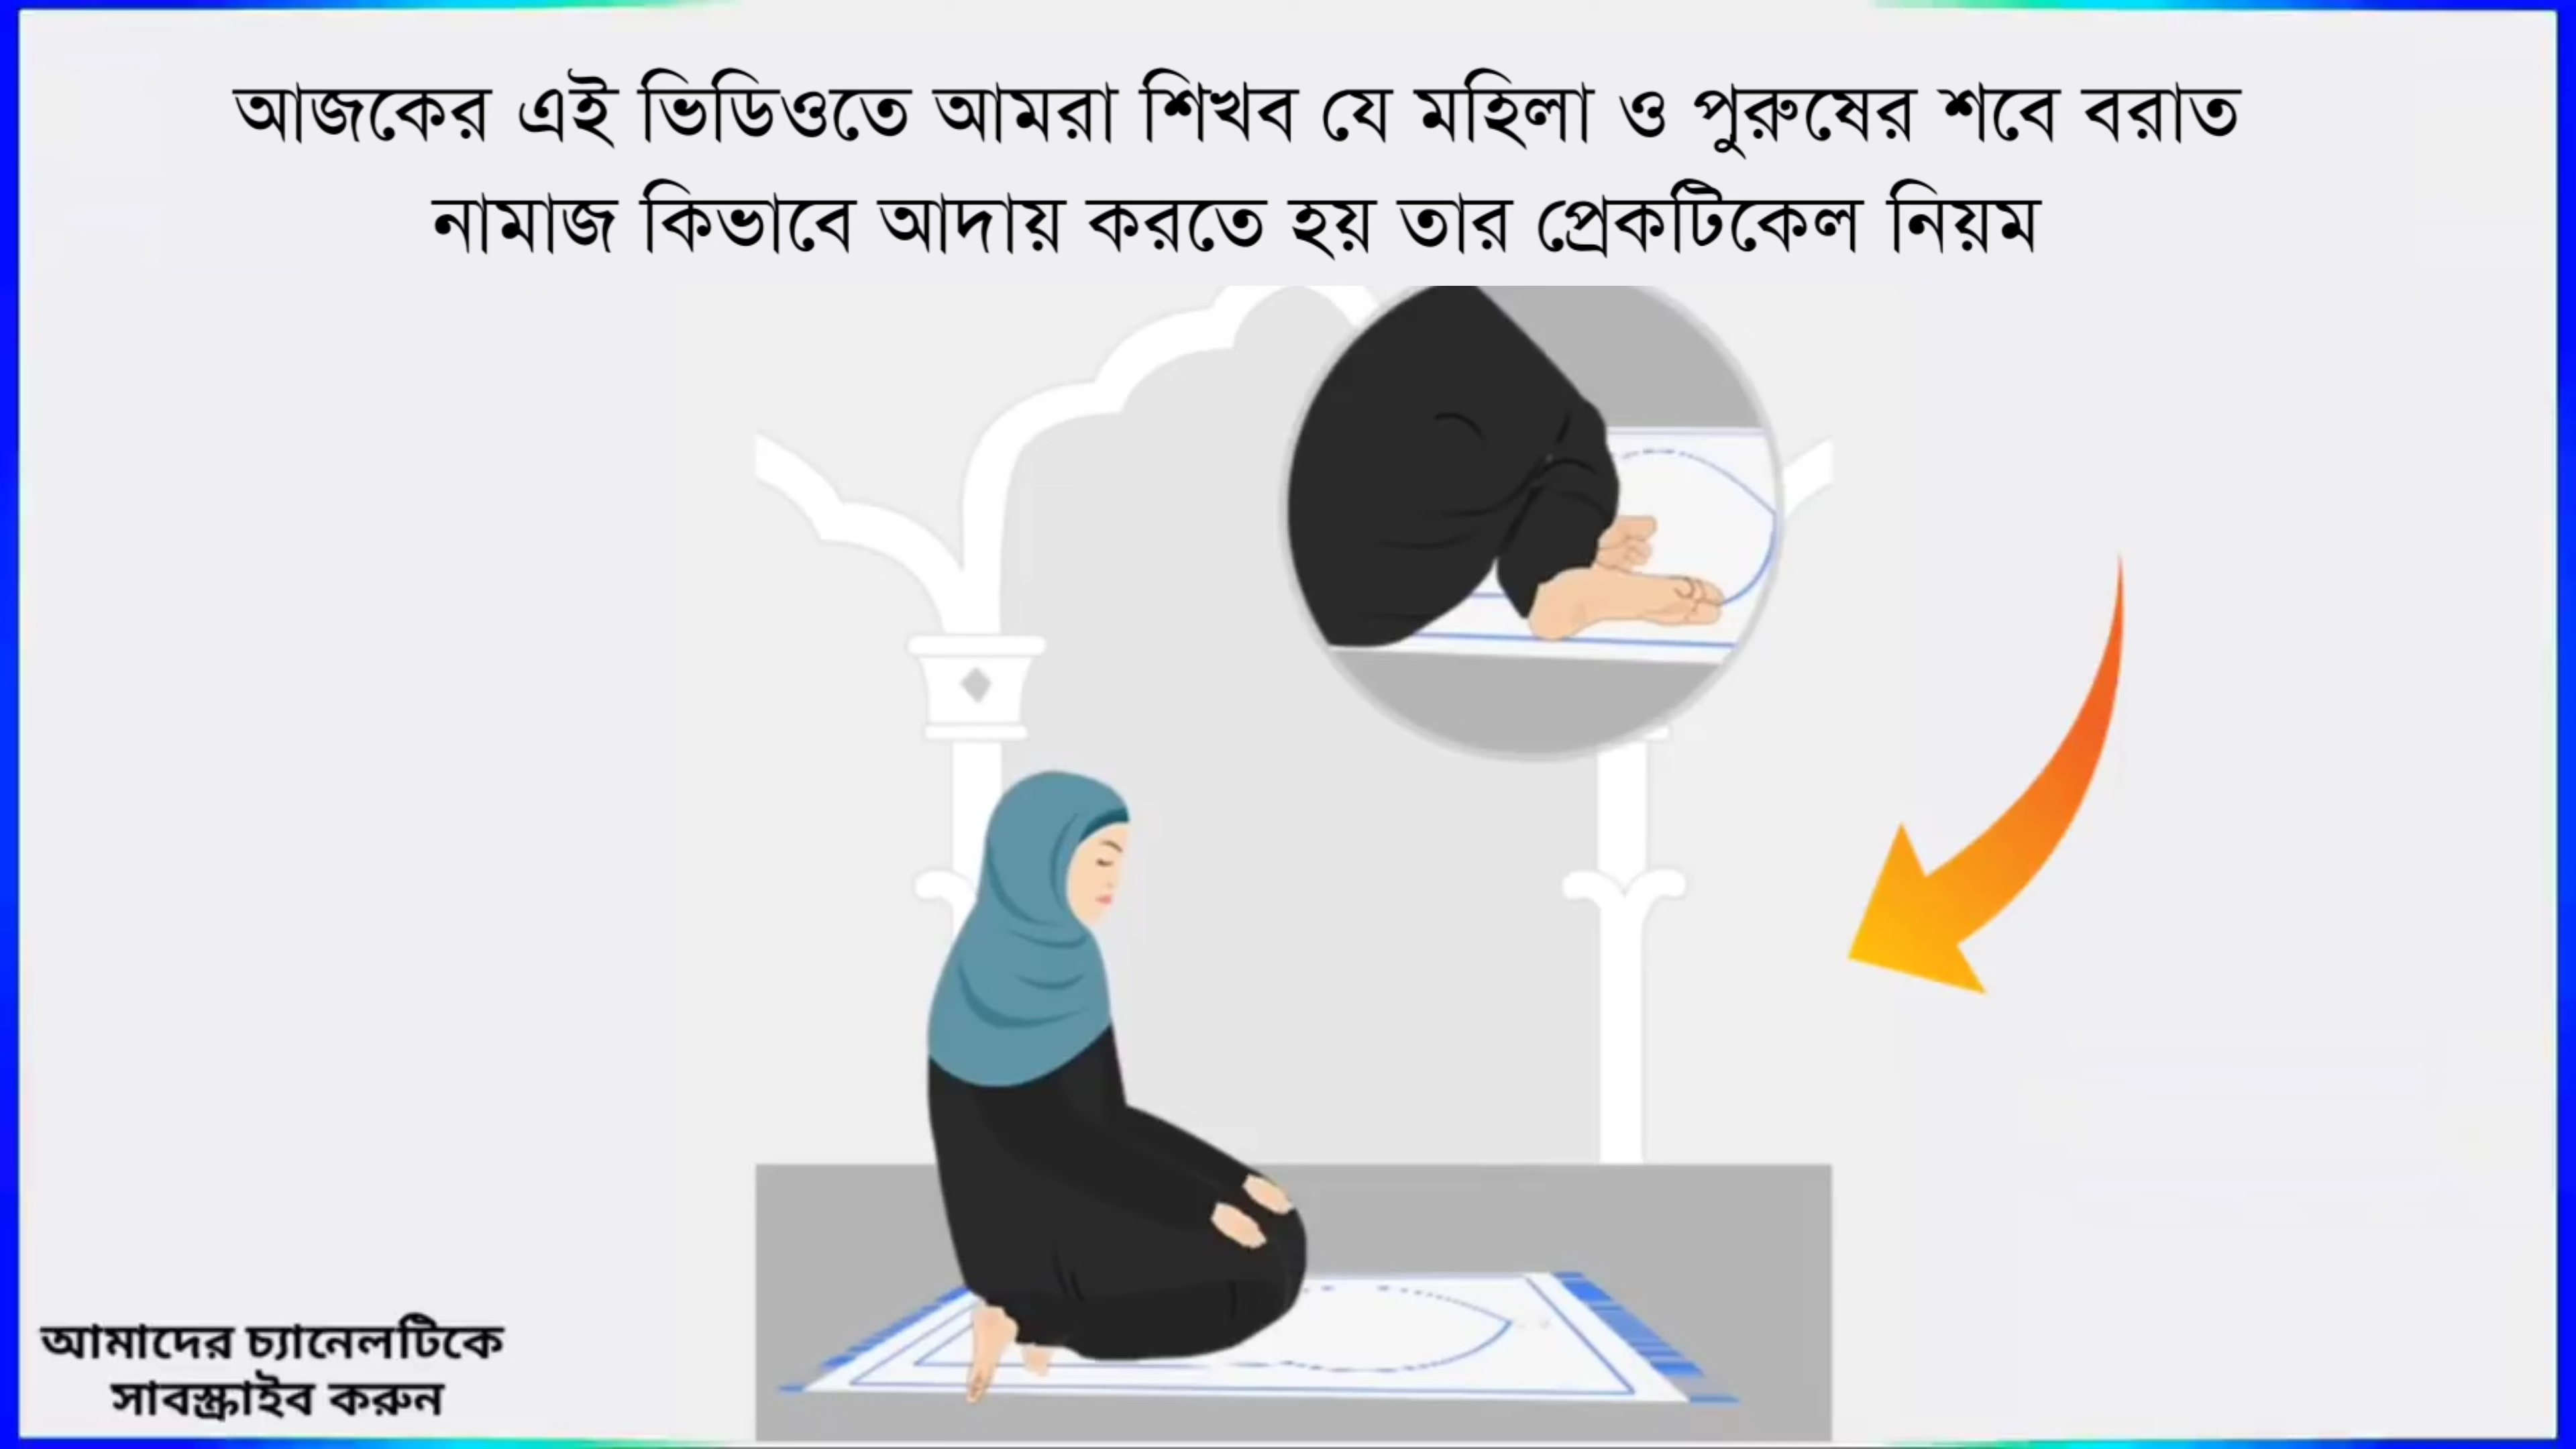 আজকের এই ভিডিওতে আমরা শিখব যে মহিলা ও পুরুষের শবে বরাত
নামাজ কিভাবে আদায় করতে হয় তার প্রেকটিকেল নিয়ম
আমাদের চ্যানেলটিকে
সাবস্ক্রাইব করুন